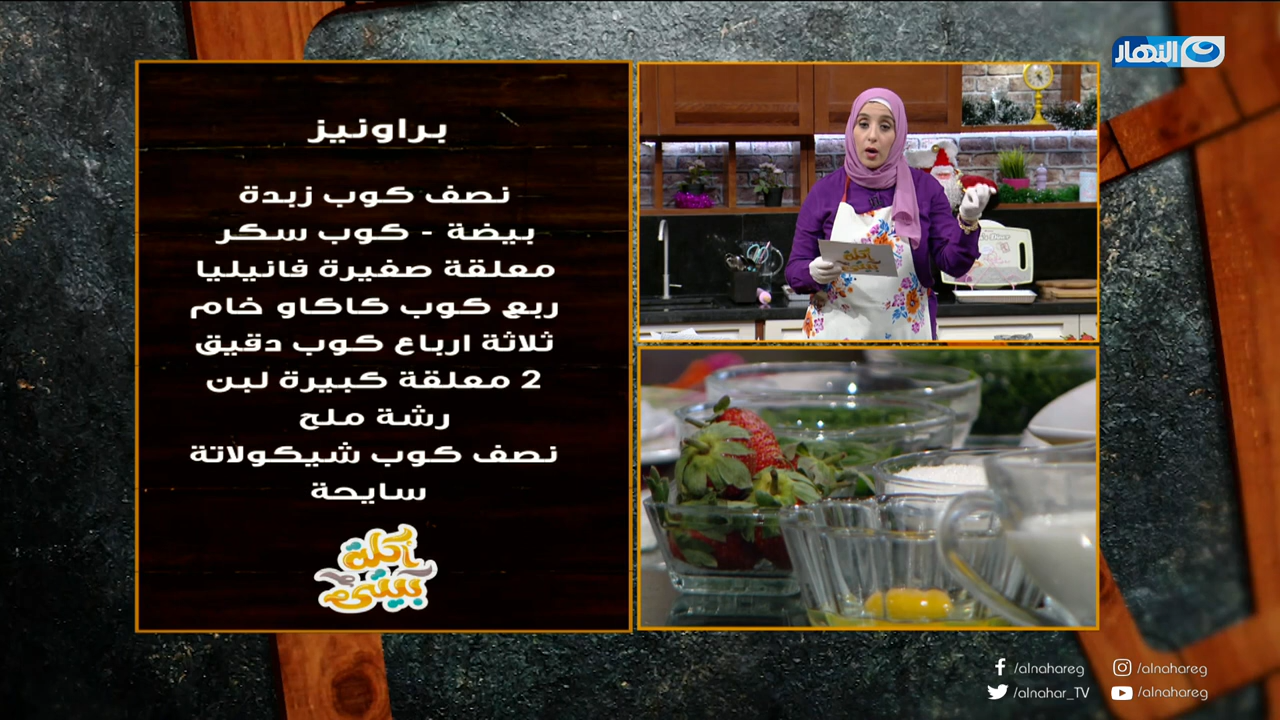 النهار
براونيز
نصف كوب زبدة
بيضة - كوب سكر
معلقة صغيرة فانيليا
ربع كوب كاكاو خام
ثلاثة ارباع كوب دقيق
2 معلقة كبيرة لبن
رشة ملح
نصف كوب شيكولاتة
سايحة
أكلة
بيتي
/alnahareg
/alnahareg
/alnahar_TV
/alnahareg